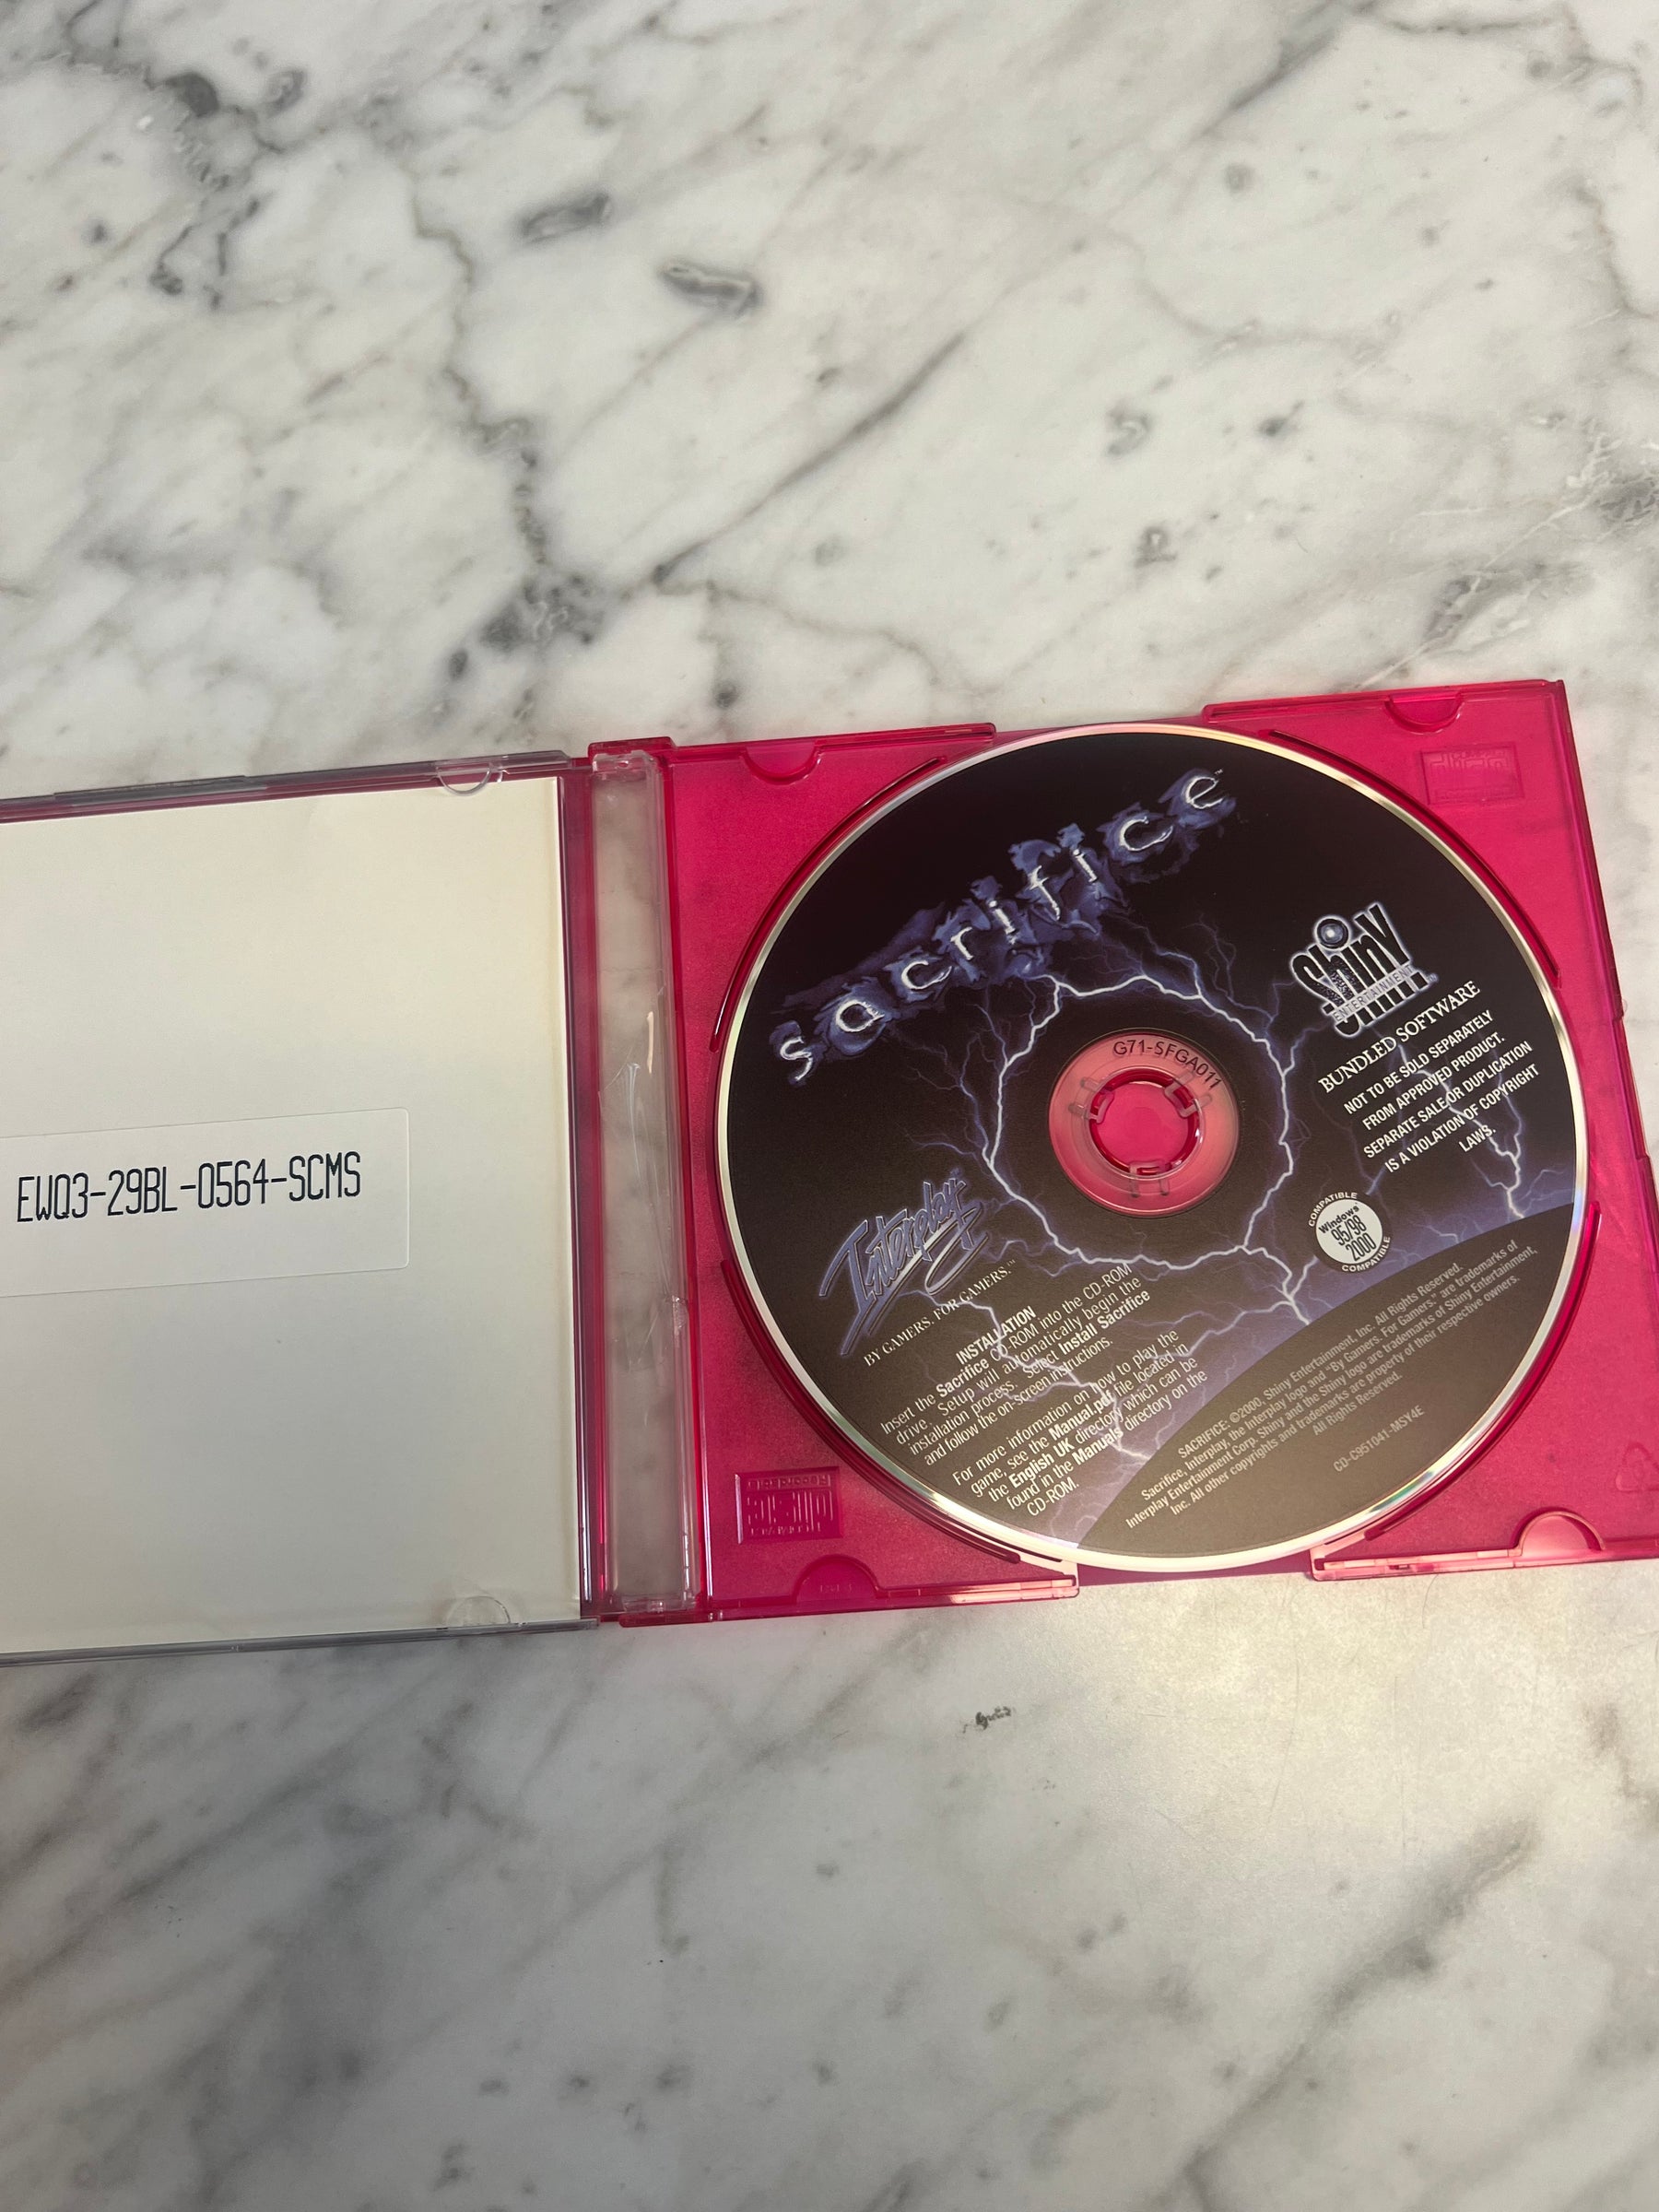 EWQ3-29BL-0564-SCMS
sacrifice
Shiny
ENTERTAINMENT
BUNDLED SOFTWARE
NOT TO BE SOLD SEPARATELY
FROM APPROVED PRODUCT.
SEPARATE SALE OR DUPLICATION
IS A VIOLATION OF COPYRIGHT
LAWS.
G71-SFGA011
COMPATIBLE
Windows
95/98
2000
COMPATIBLE
Interplay
BY GAMERS. FOR GAMERS.™
INSTALLATION
Insert the Sacrifice CD-ROM into the CD-ROM
drive. Setup will automatically begin the
installation process. Select Install Sacrifice
and follow the on-screen instructions.
For more information on how to play the
game, see the Manual.pdf file located in
the English UK directory which can be
found in the Manuals directory on the
CD-ROM.
SACRIFICE: ©2000 Shiny Entertainment, Inc. All Rights Reserved.
Sacrifice, Interplay, the Interplay logo and "By Gamers. For Gamers." are trademarks of
Interplay Entertainment Corp. Shiny and the Shiny logo are trademarks of Shiny Entertainment,
Inc. All other copyrights and trademarks are property of their respective owners.
All Rights Reserved.
CD-C951041-MSY4E